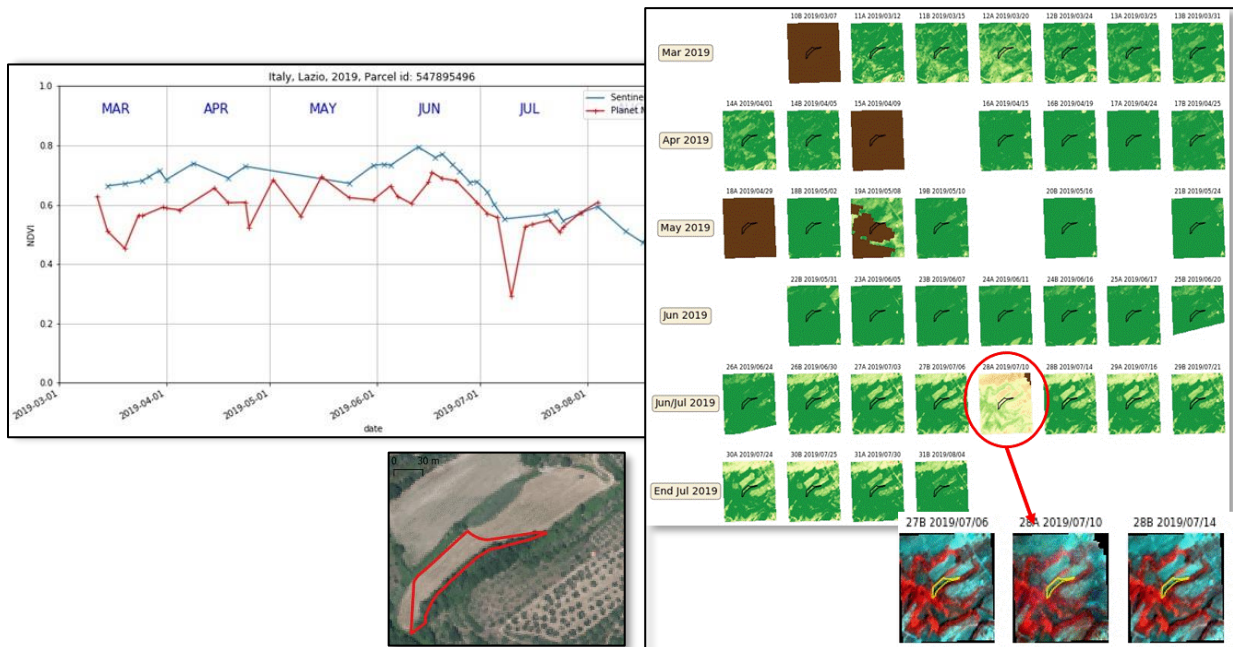 Italy, Lazio, 2019, Parcel id: 547895496
1.0
0.8
0.6
0.4
0.2
0.0
NDVI
MAR APR MAY JUN JUL
Sentine
Planet
2019-03-01 2019-04-01 2019-05-01 2019-06-01 2019-07-01 2019-08-01
date
0 30 m
10B 2019/03/07 11A 2019/03/12 11B 2019/03/15 12A 2019/03/20 12B 2019/03/24 13A 2019/03/25 13B 2019/03/31
Mar 2019
14A 2019/04/01 14B 2019/04/05 15A 2019/04/09 16A 2019/04/15 16B 2019/04/19 17A 2019/04/24 17B 2019/04/25
Apr 2019
18A 2019/04/29 18B 2019/05/02 19A 2019/05/08 19B 2019/05/10 20B 2019/05/16 21B 2019/05/24
May 2019
22B 2019/05/31 23A 2019/06/05 23B 2019/06/07 24A 2019/06/11 24B 2019/06/16 25A 2019/06/17 25B 2019/06/20
Jun 2019
26A 2019/06/24 26B 2019/06/30 27A 2019/07/03 27B 2019/07/06 28A 2019/07/10 28B 2019/07/14 29A 2019/07/16 29B 2019/07/21
Jun/Jul 2019
30A 2019/07/24 30B 2019/07/25 31A 2019/07/30 31B 2019/08/04
End Jul 2019
27B 2019/07/06 28A 2019/07/10 28B 2019/07/14